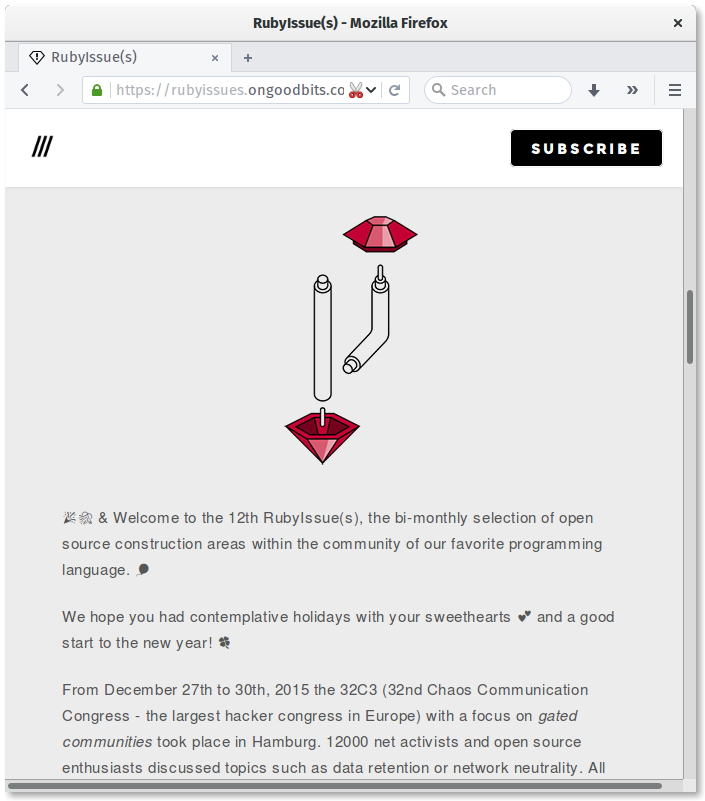 RubyIssue(s) - Mozilla Firefox
RubyIssue(s)
https://rubyissues.ongoodbits.co
Search
SUBSCRIBE
& Welcome to the 12th RubyIssue(s), the bi-monthly selection of open
source construction areas within the community of our favorite programming
language.
We hope you had contemplative holidays with your sweethearts 💕 and a good
start to the new year! 🍀
From December 27th to 30th, 2015 the 32C3 (32nd Chaos Communication
Congress - the largest hacker congress in Europe) with a focus on gated
communities took place in Hamburg. 12000 net activists and open source
enthusiasts discussed topics such as data retention or network neutrality. All